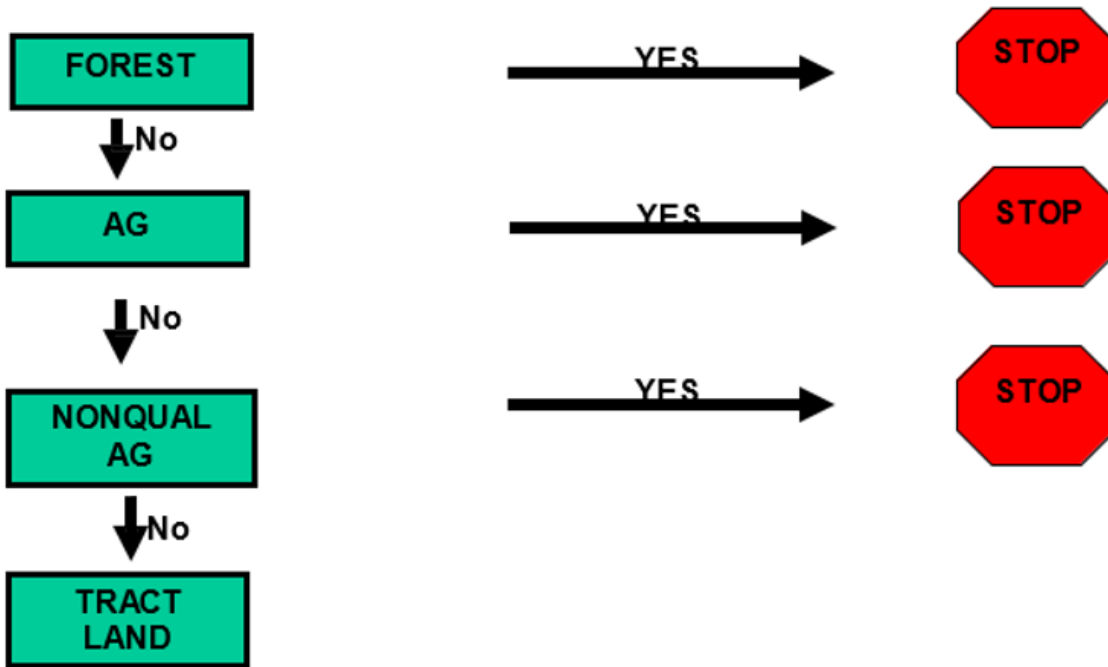 FOREST
YES
STOP
No
AG
YES
STOP
No
NONQUAL
AG
YES
STOP
No
TRACT
LAND